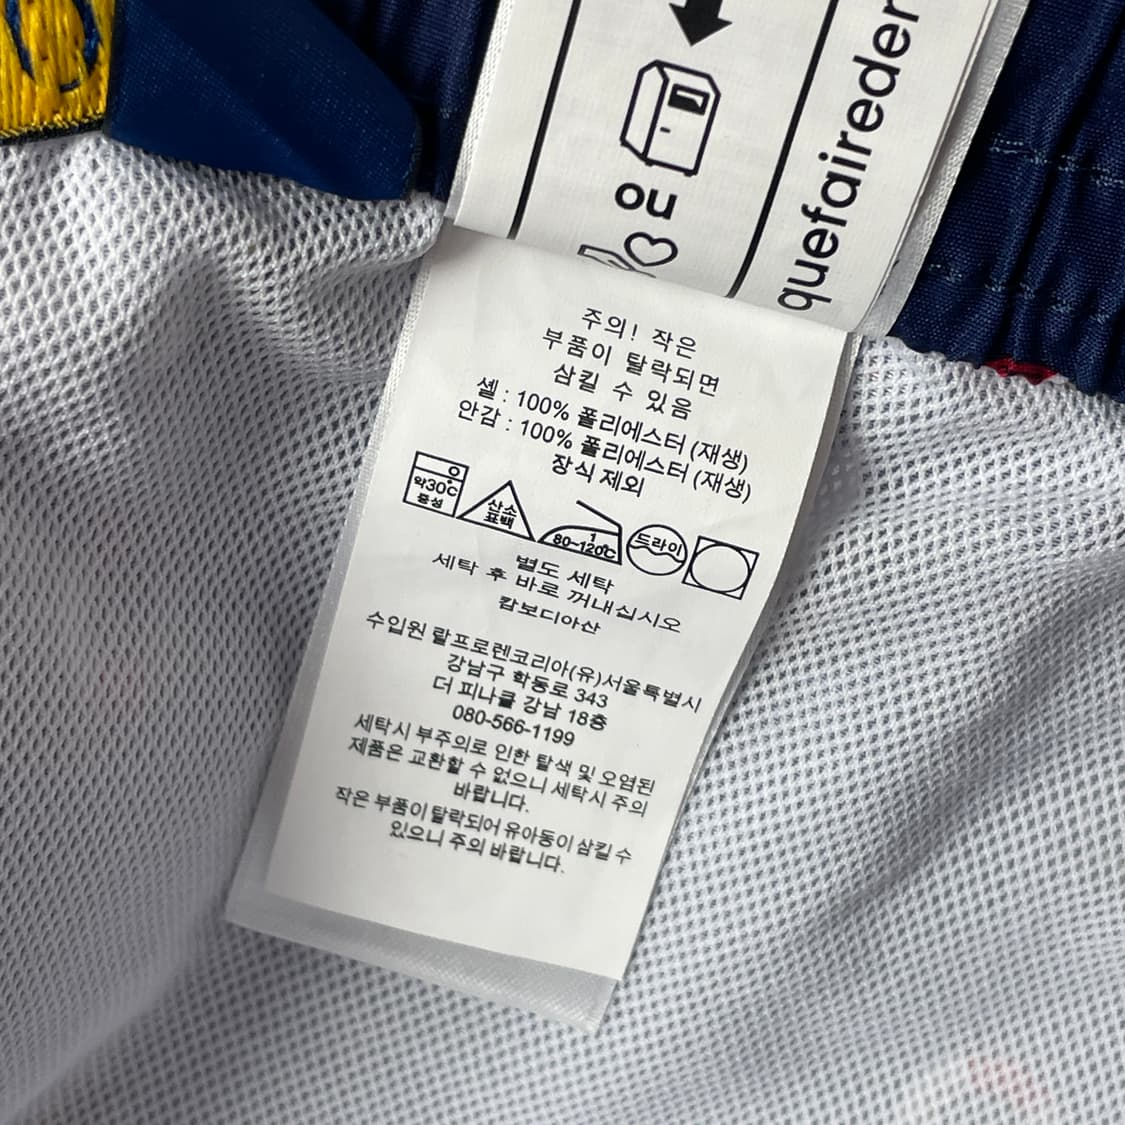 ou
quefaireder
주의! 작은
부품이 탈락되면
삼킬 수 있음
셸 : 100% 폴리에스터 (재생)
안감 : 100% 폴리에스터 (재생)
장식 제외
약30℃
중성
산소
표백
1
80~120℃
드라이
별도 세탁
세탁 후 바로 꺼내십시오
캄보디아산
수입원 랄프로렌코리아(유)서울특별시
강남구 학동로 343
더 피나클 강남 18층
080-566-1199
세탁시 부주의로 인한 탈색 및 오염된
제품은 교환할 수 없으니 세탁시 주의
바랍니다.
작은 부품이 탈락되어 유아동이 삼킬 수
있으니 주의 바랍니다.